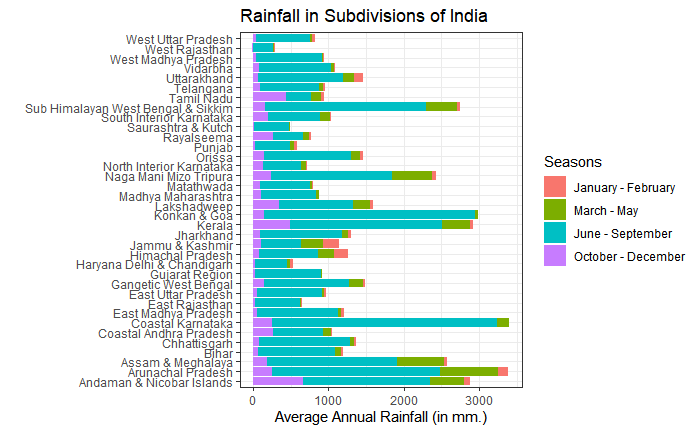 Rainfall in Subdivisions of India
West Uttar Pradesh
West Rajasthan
West Madhya Pradesh
Vidarbha
Uttarakhand
Telangana
Tamil Nadu
Sub Himalayan West Bengal & Sikkim
South Interior Karnataka
Saurashtra & Kutch
Rayalseema
Punjab
Orissa
North Interior Karnataka
Naga Mani Mizo Tripura
Matathwada
Madhya Maharashtra
Lakshadweep
Konkan & Goa
Kerala
Jharkhand
Jammu & Kashmir
Himachal Pradesh
Haryana Delhi & Chandigarh
Gujarat Region
Gangetic West Bengal
East Uttar Pradesh
East Rajasthan
East Madhya Pradesh
Coastal Karnataka
Coastal Andhra Pradesh
Chhattisgarh
Bihar
Assam & Meghalaya
Arunachal Pradesh
Andaman & Nicobar Islands
0 1000 2000 3000
Average Annual Rainfall (in mm.)
Seasons
January - February
March - May
June - September
October - December